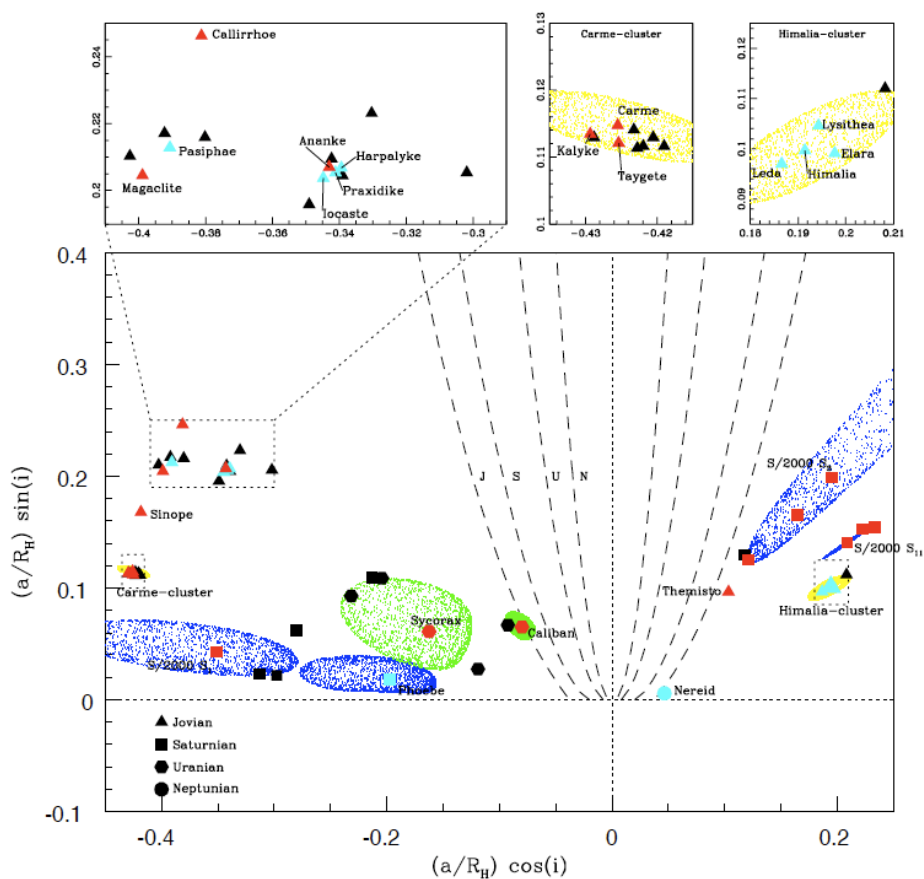 Callirrhoe
Pasiphae
Magaclite
Ananke
Harpalyke
Praxidike
Iocaste
0.2
0.22
0.24
-0.4
-0.38
-0.36
-0.34
-0.32
-0.3
Carme-cluster
Carme
Kalyke
Taygete
0.1
0.11
0.12
0.13
-0.43
-0.42
Himalia-cluster
Lysithea
Elara
Leda
Himalia
0.09
0.1
0.11
0.12
0.18
0.19
0.2
0.21
0.4
0.3
0.2
0.1
0
-0.1
(a/R_H) sin(i)
J S U N
Sinope
Carme-cluster
S/2000 S
Sycorax
Phoebe
Caliban
Nereid
Themisto
S/2000 S
S/2000 S₁₁
Himalia-cluster
Jovian
Saturnian
Uranian
Neptunian
-0.4
-0.2
0
0.2
(a/R_H) cos(i)